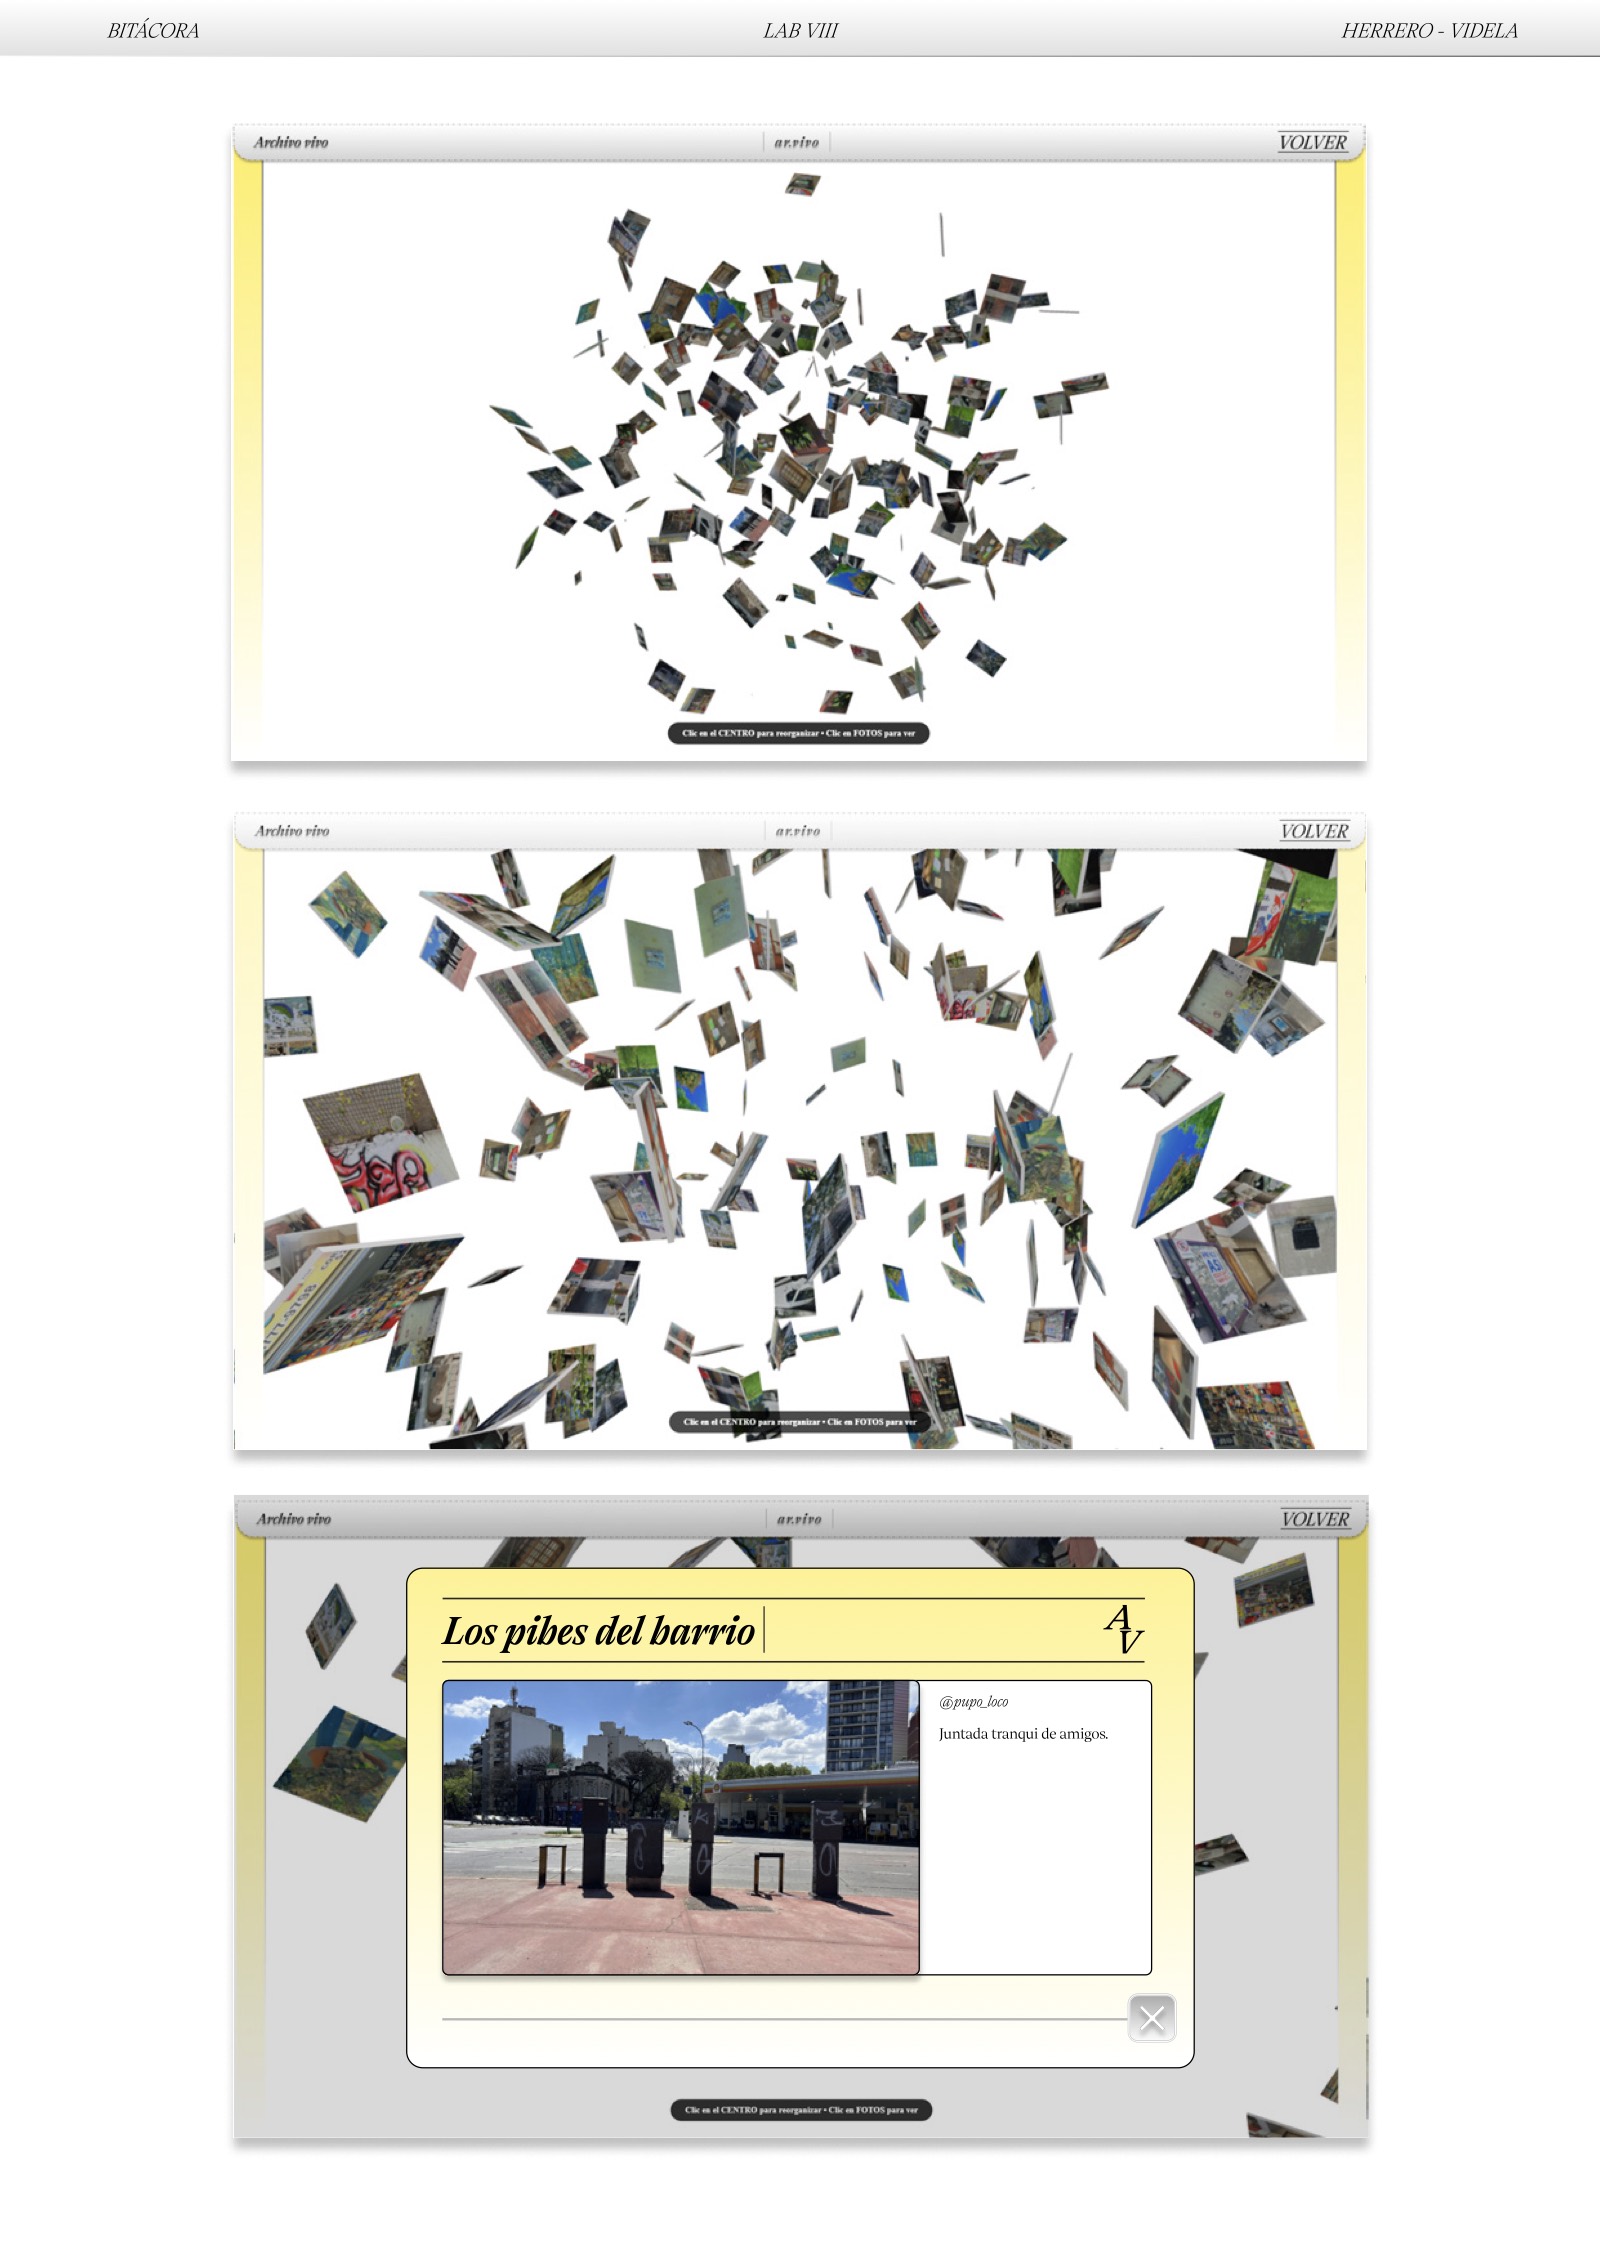 BITÁCORA
LAB VIII
HERRERO - VIDELA
Archivo vivo
ar.vivo
VOLVER
Clic en el CENTRO para reorganizar • Clic en FOTOS para ver
Archivo vivo
ar.vivo
VOLVER
Clic en el CENTRO para reorganizar • Clic en FOTOS para ver
Archivo vivo
ar.vivo
VOLVER
Los pibes del barrio
A
V
@pupo_loco
Juntada tranqui de amigos.
Clic en el CENTRO para reorganizar • Clic en FOTOS para ver